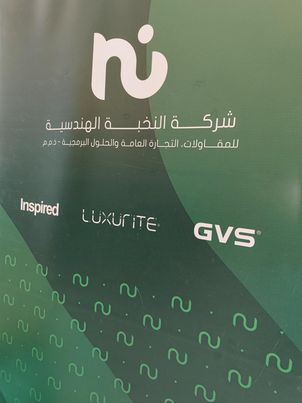 شركة النخبة الهندسية
للمقاولات، التجارة العامة والحلول البرمجية - ذ.م.م
Inspired
LUXURITE
GVS®